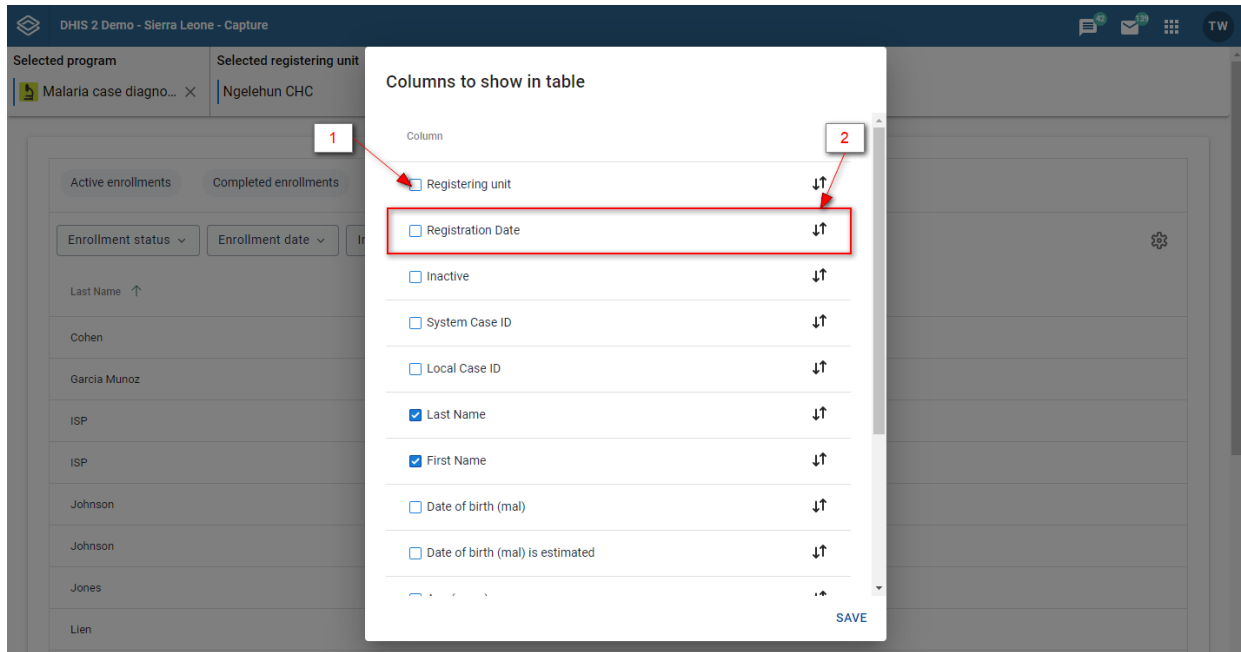 DHIS 2 Demo - Sierra Leone - Capture
42
139
TW
Selected program
Selected registering unit
Malaria case diagno...
Ngelehun CHC
Columns to show in table
Column
1
2
Active enrollments
Completed enrollments
Registering unit
Registration Date
Enrollment status
Enrollment date
Inactive
Last Name
System Case ID
Cohen
Local Case ID
Garcia Munoz
Last Name
ISP
First Name
ISP
Date of birth (mal)
Johnson
Date of birth (mal) is estimated
Johnson
Jones
SAVE
Lien